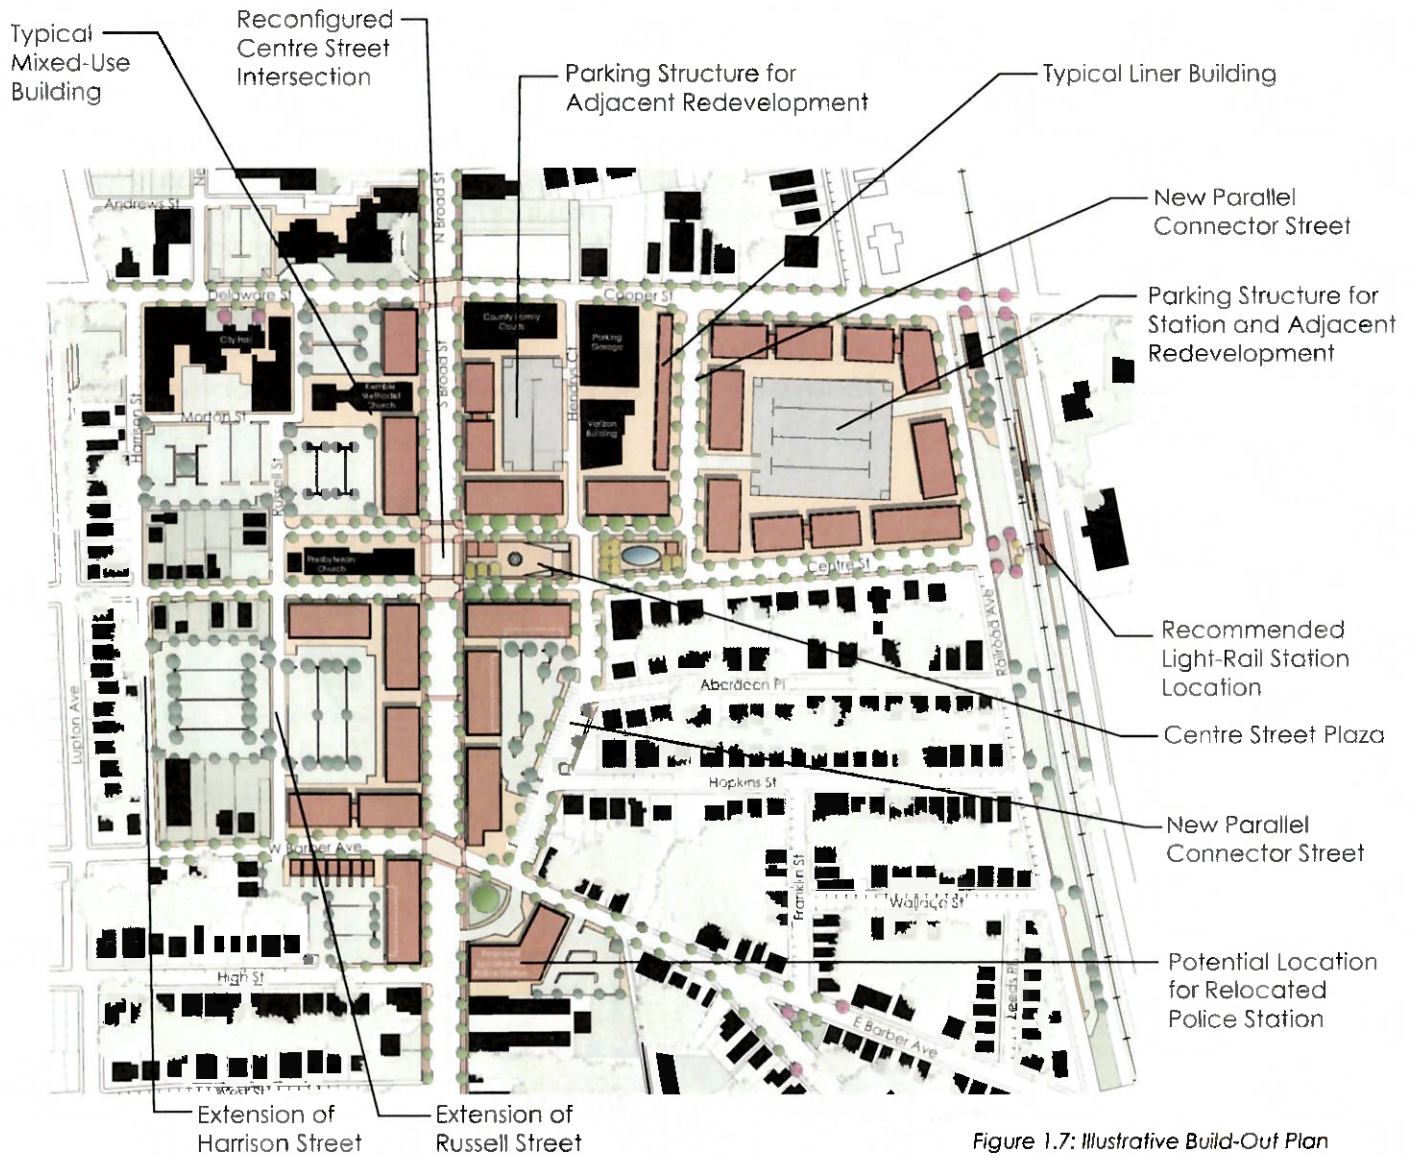 Typical
Mixed-Use
Building
Reconfigured
Centre Street
Intersection
Parking Structure for
Adjacent Redevelopment
Typical Liner Building
New Parallel
Connector Street
Parking Structure for
Station and Adjacent
Redevelopment
Andrews St
N Broad St
Delaware St
Cooper St
County Family
Courts
City Hall
Parking
Garage
Kemble
Methodist
Church
S Broad St
Hendrys Ct
Harrison St
Morton St
Verizon
Building
Russell St
Presbyterian
Church
Centre St
Railroad Ave
Recommended
Light-Rail Station
Location
Lupton Ave
Aberdeen Pl
Centre Street Plaza
Hopkins St
New Parallel
Connector Street
W Barber Ave
Franklin St
Wallace St
High St
Leeds Pl
Potential Location
for Relocated
Police Station
E Barber Ave
Extension of
Harrison Street
Extension of
Russell Street
Figure 1.7: Illustrative Build-Out Plan